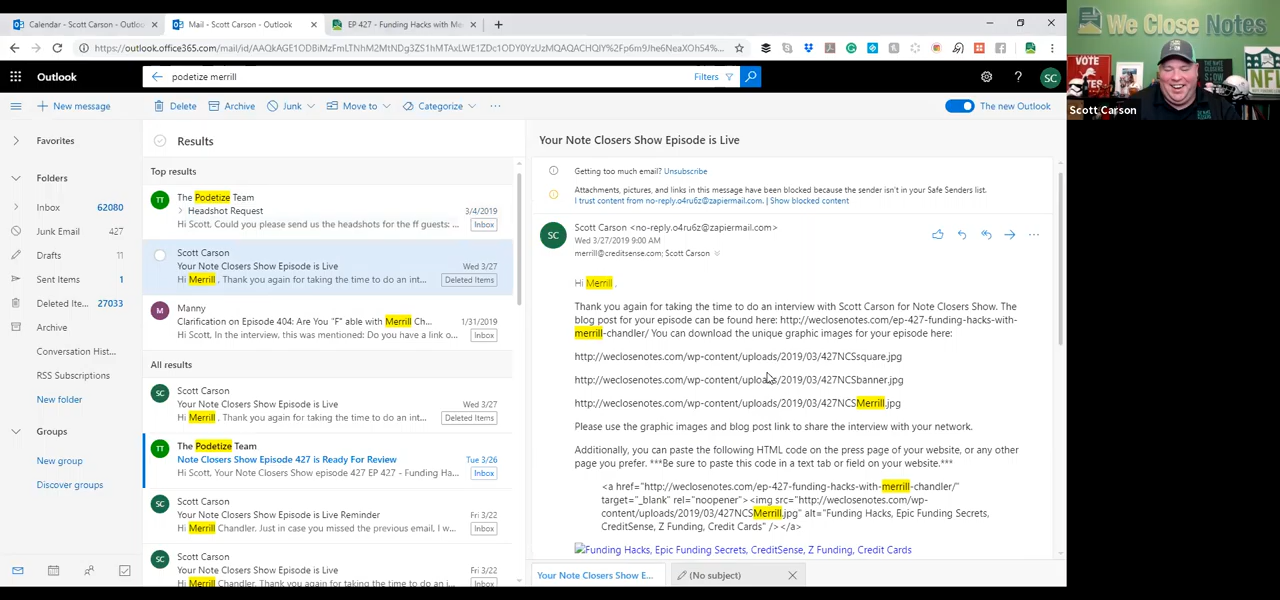 Calendar - Scott Carson - Outloo
Mail - Scott Carson - Outlook
EP 427 - Funding Hacks with Me
https://outlook.office365.com/mail/id/AAQkAGE1ODBiMzFmLTNhM2MtNDg3ZS1hMTAxLWE1ZDc1ODY0YzUzMQAQACHQIY%2Fp6m9Jhe6NeaXOh54%...
Outlook
podetize merrill
Filters
SC
New message
Delete
Archive
Junk
Move to
Categorize
The new Outlook
Favorites
Folders
Inbox 62080
Junk Email 427
Drafts 11
Sent Items 1
Deleted Ite... 27033
Archive
Conversation Hist...
RSS Subscriptions
New folder
Groups
New group
Discover groups
Results
Top results
TT
The Podetize Team
Headshot Request 3/4/2019
Hi Scott, Could you please send us the headshots for the ff guests: ... Inbox
Scott Carson
Your Note Closers Show Episode is Live Wed 3/27
Hi Merrill , Thank you again for taking the time to do an int... Deleted Items
M
Manny
Clarification on Episode 404: Are You "F" able with Merrill Ch... 1/31/2019
Hi Scott, In the interview, this was mentioned: Do you have a link o... Inbox
All results
SC
Scott Carson
Your Note Closers Show Episode is Live Wed 3/27
Hi Merrill , Thank you again for taking the time to do an int... Deleted Items
TT
The Podetize Team
Note Closers Show Episode 427 is Ready For Review Tue 3/26
Hi Scott, Your Note Closers Show episode 427 EP 427 - Funding Ha... Inbox
SC
Scott Carson
Your Note Closers Show Episode is Live Reminder Fri 3/22
Hi Merrill Chandler, Just in case you missed the previous email, I w... Inbox
SC
Scott Carson
Your Note Closers Show Episode is Live Fri 3/22
Hi Merrill Chandler, Thank you again for taking the time to do an i... Inbox
Your Note Closers Show Episode is Live
Getting too much email? Unsubscribe
Attachments, pictures, and links in this message have been blocked because the sender isn't in your Safe Senders list.
I trust content from no-reply.o4ru6z@zapiermail.com. | Show blocked content
SC
Scott Carson <no-reply.o4ru6z@zapiermail.com>
Wed 3/27/2019 9:00 AM
merrill@creditsense.com; Scott Carson
Hi Merrill ,
Thank you again for taking the time to do an interview with Scott Carson for Note Closers Show. The
blog post for your episode can be found here: http://weclosenotes.com/ep-427-funding-hacks-with-
merrill-chandler/ You can download the unique graphic images for your episode here:
http://weclosenotes.com/wp-content/uploads/2019/03/427NCSsquare.jpg
http://weclosenotes.com/wp-content/uploads/2019/03/427NCSbanner.jpg
http://weclosenotes.com/wp-content/uploads/2019/03/427NCSMerrill.jpg
Please use the graphic images and blog post link to share the interview with your network.
Additionally, you can paste the following HTML code on the press page of your website, or any other
page you prefer. ***Be sure to paste this code in a text tab or field on your website.***
<a href="http://weclosenotes.com/ep-427-funding-hacks-with-merrill-chandler/"
target="_blank" rel="noopener"><img src="http://weclosenotes.com/wp-
content/uploads/2019/03/427NCSMerrill.jpg" alt="Funding Hacks, Epic Funding Secrets,
CreditSense, Z Funding, Credit Cards" /></a>
Funding Hacks, Epic Funding Secrets, CreditSense, Z Funding, Credit Cards
Your Note Closers Show E...
(No subject)
We Close Notes
VOTE
NFL
Scott Carson